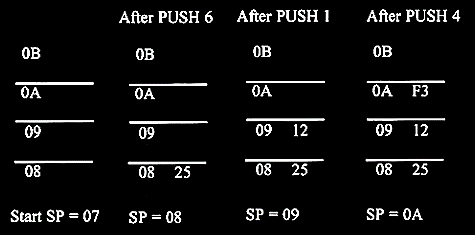 After PUSH 6 After PUSH 1 After PUSH 4
0B 0B 0B 0B
0A 0A 0A 0A F3
09 09 09 12 09 12
08 08 25 08 25 08 25
Start SP = 07 SP = 08 SP = 09 SP = 0A